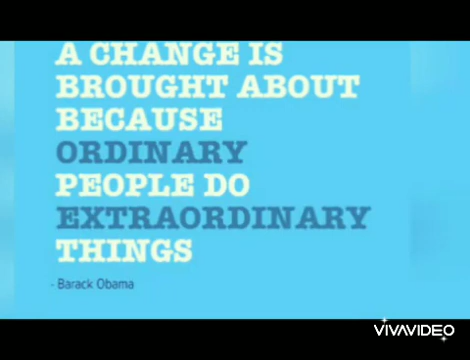 A CHANGE IS
BROUGHT ABOUT
BECAUSE
ORDINARY
PEOPLE DO
EXTRAORDINARY
THINGS
- Barack Obama
VIVAVIDEO